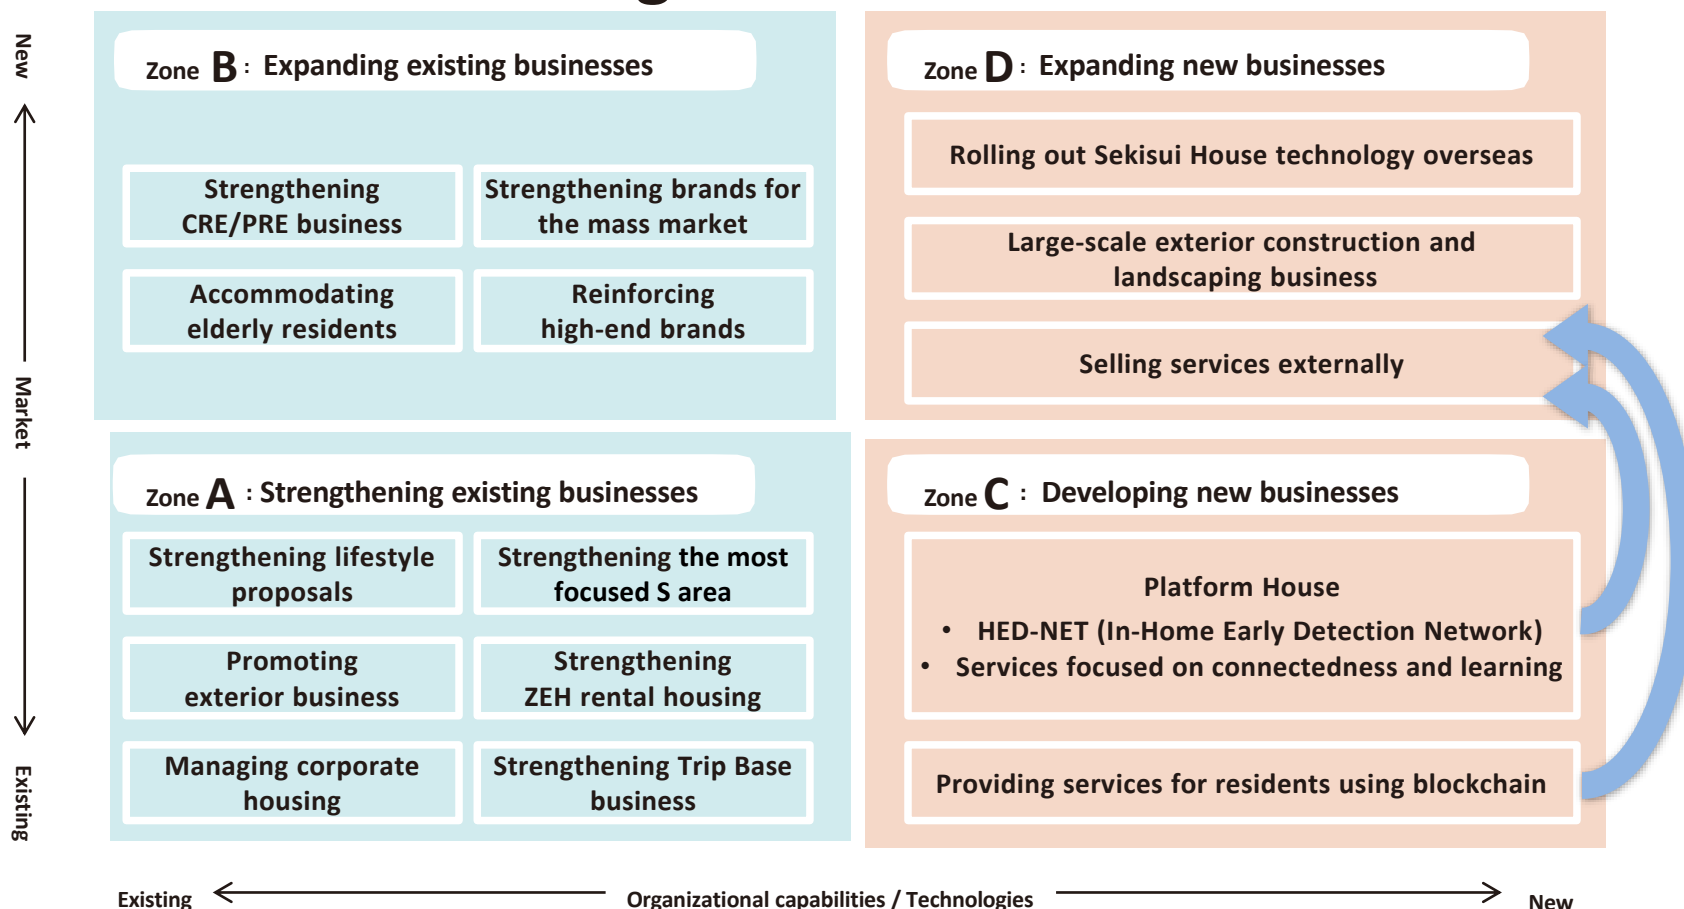 New
Market
Existing
Zone B : Expanding existing businesses
Strengthening
CRE/PRE business
Strengthening brands for
the mass market
Accommodating
elderly residents
Reinforcing
high-end brands
Zone D : Expanding new businesses
Rolling out Sekisui House technology overseas
Large-scale exterior construction and
landscaping business
Selling services externally
Zone A : Strengthening existing businesses
Strengthening lifestyle
proposals
Strengthening the most
focused S area
Promoting
exterior business
Strengthening
ZEH rental housing
Managing corporate
housing
Strengthening Trip Base
business
Zone C : Developing new businesses
Platform House
• HED-NET (In-Home Early Detection Network)
• Services focused on connectedness and learning
Providing services for residents using blockchain
Existing
Organizational capabilities / Technologies
New